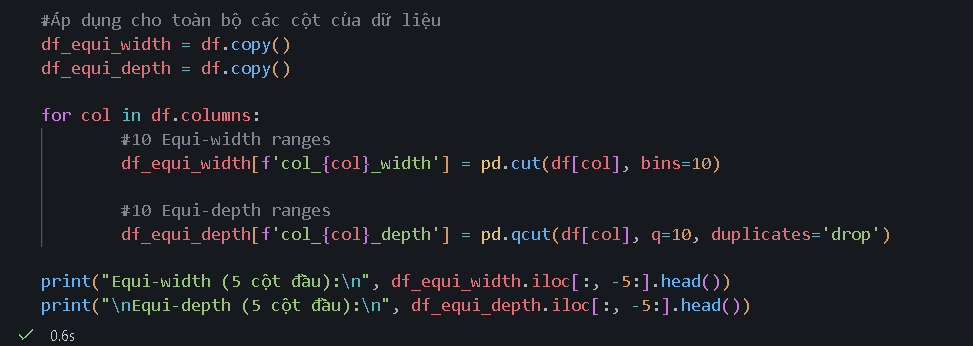 #Áp dụng cho toàn bộ các cột của dữ liệu
df_equi_width = df.copy()
df_equi_depth = df.copy()
for col in df.columns:
#10 Equi-width ranges
df_equi_width[f'col_{col}_width'] = pd.cut(df[col], bins=10)
#10 Equi-depth ranges
df_equi_depth[f'col_{col}_depth'] = pd.qcut(df[col], q=10, duplicates='drop')
print("Equi-width (5 cột đầu):\n", df_equi_width.iloc[:, -5:].head())
print("\nEqui-depth (5 cột đầu):\n", df_equi_depth.iloc[:, -5:].head())
0.6s